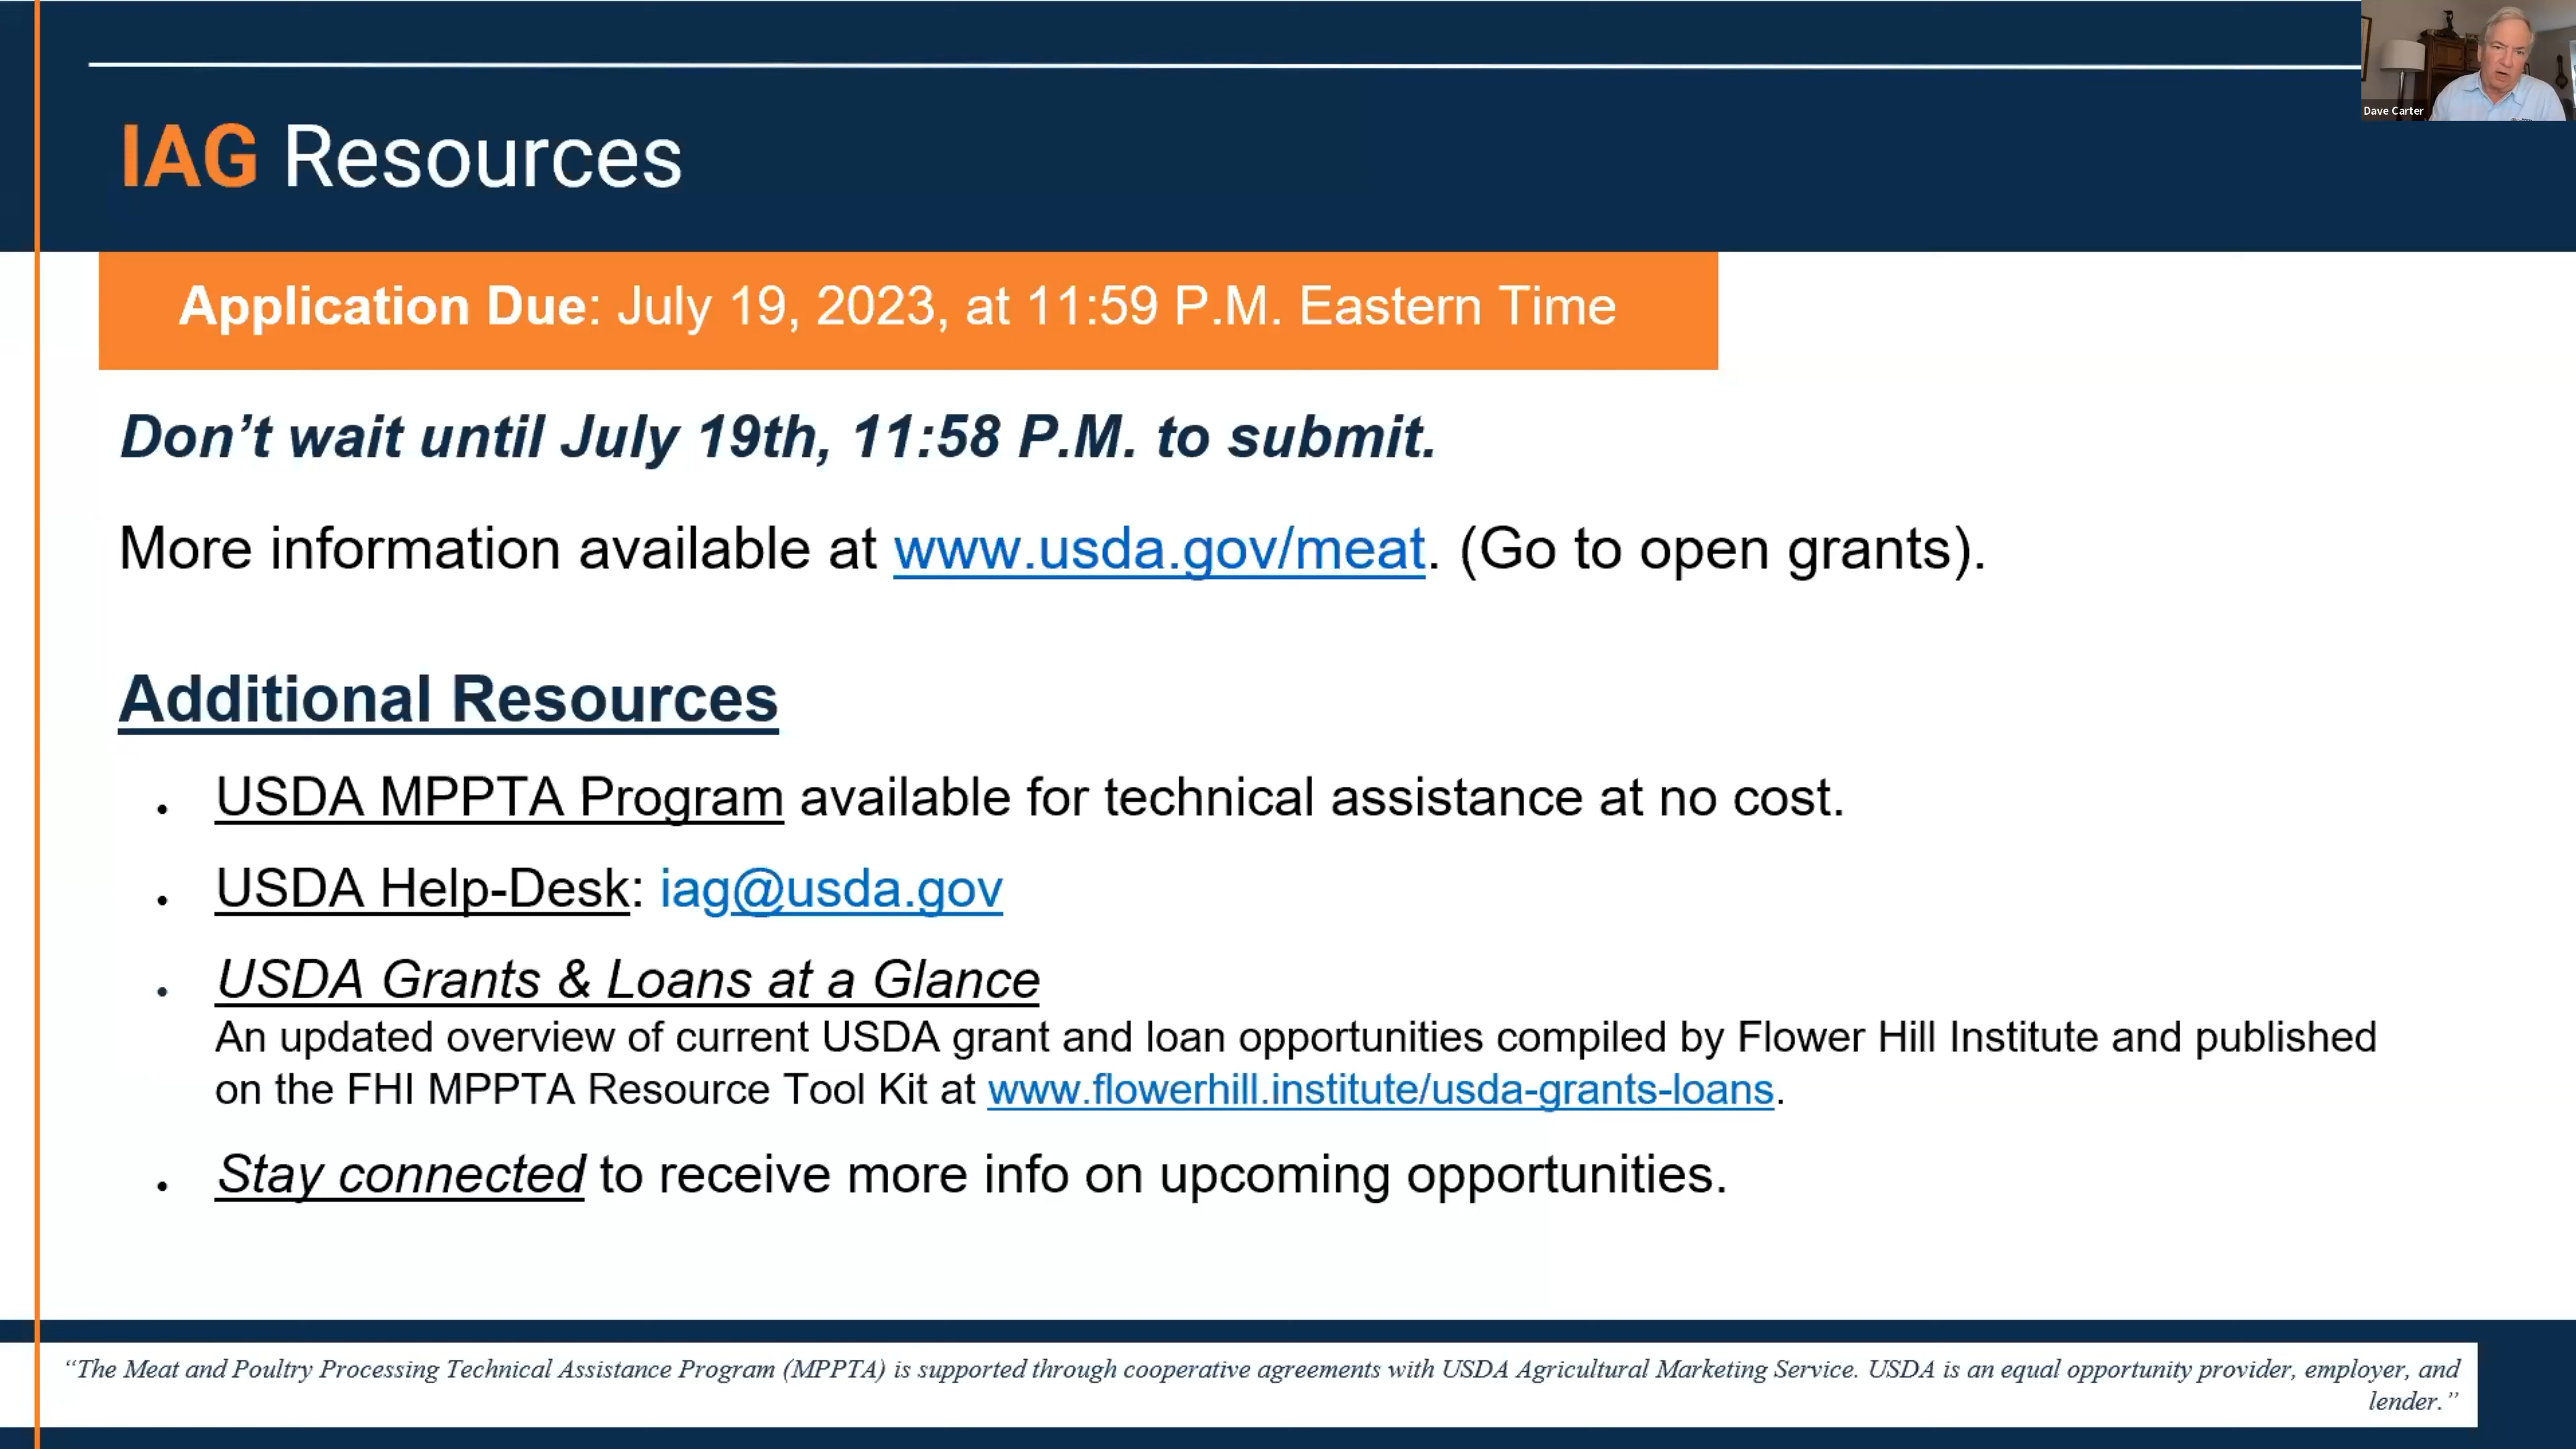 Dave Carter
IAG Resources
Application Due: July 19, 2023, at 11:59 P.M. Eastern Time
Don’t wait until July 19th, 11:58 P.M. to submit.
More information available at www.usda.gov/meat. (Go to open grants).
Additional Resources
• USDA MPPTA Program available for technical assistance at no cost.
• USDA Help-Desk: iag@usda.gov
• USDA Grants & Loans at a Glance
An updated overview of current USDA grant and loan opportunities compiled by Flower Hill Institute and published
on the FHI MPPTA Resource Tool Kit at www.flowerhill.institute/usda-grants-loans.
• Stay connected to receive more info on upcoming opportunities.
“The Meat and Poultry Processing Technical Assistance Program (MPPTA) is supported through cooperative agreements with USDA Agricultural Marketing Service. USDA is an equal opportunity provider, employer, and
lender.”